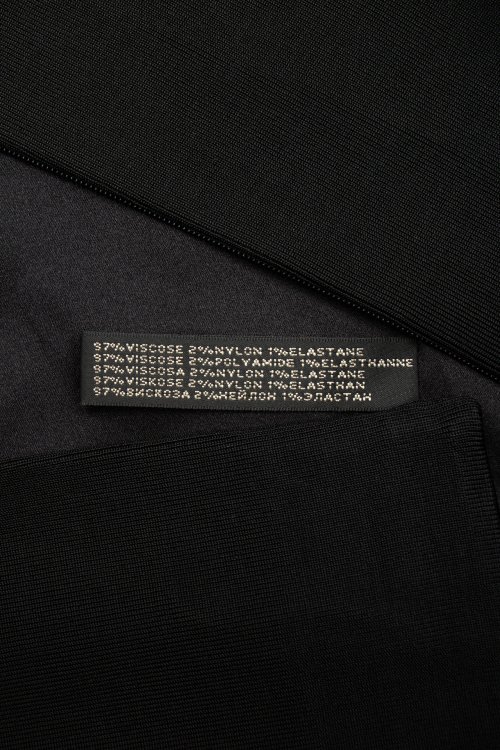 97%VISCOSE 2%NYLON 1%ELASTANE
97%VISCOSE 2%POLYAMIDE 1%ELASTHANNE
97%VISCOSA 2%NYLON 1%ELASTANE
97%VISKOSE 2%NYLON 1%ELASTHAN
97%ВИСКОЗА 2%НЕЙЛОН 1%ЭЛАСТАН